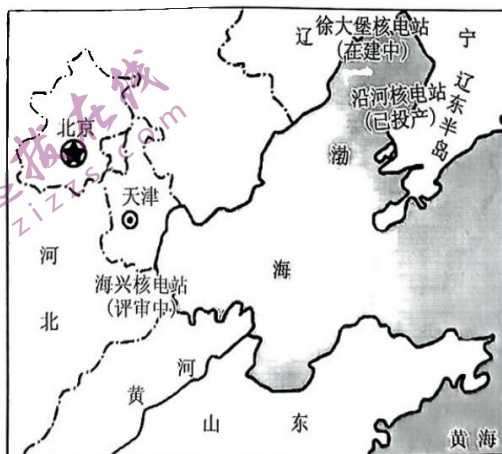 辽
宁
徐大堡核电站
(在建中)
沿河核电站
(已投产)
辽东半岛
北京
天津
渤
海
河
北
海兴核电站
(评审中)
黄
河
山
东
黄海
zizzs.com